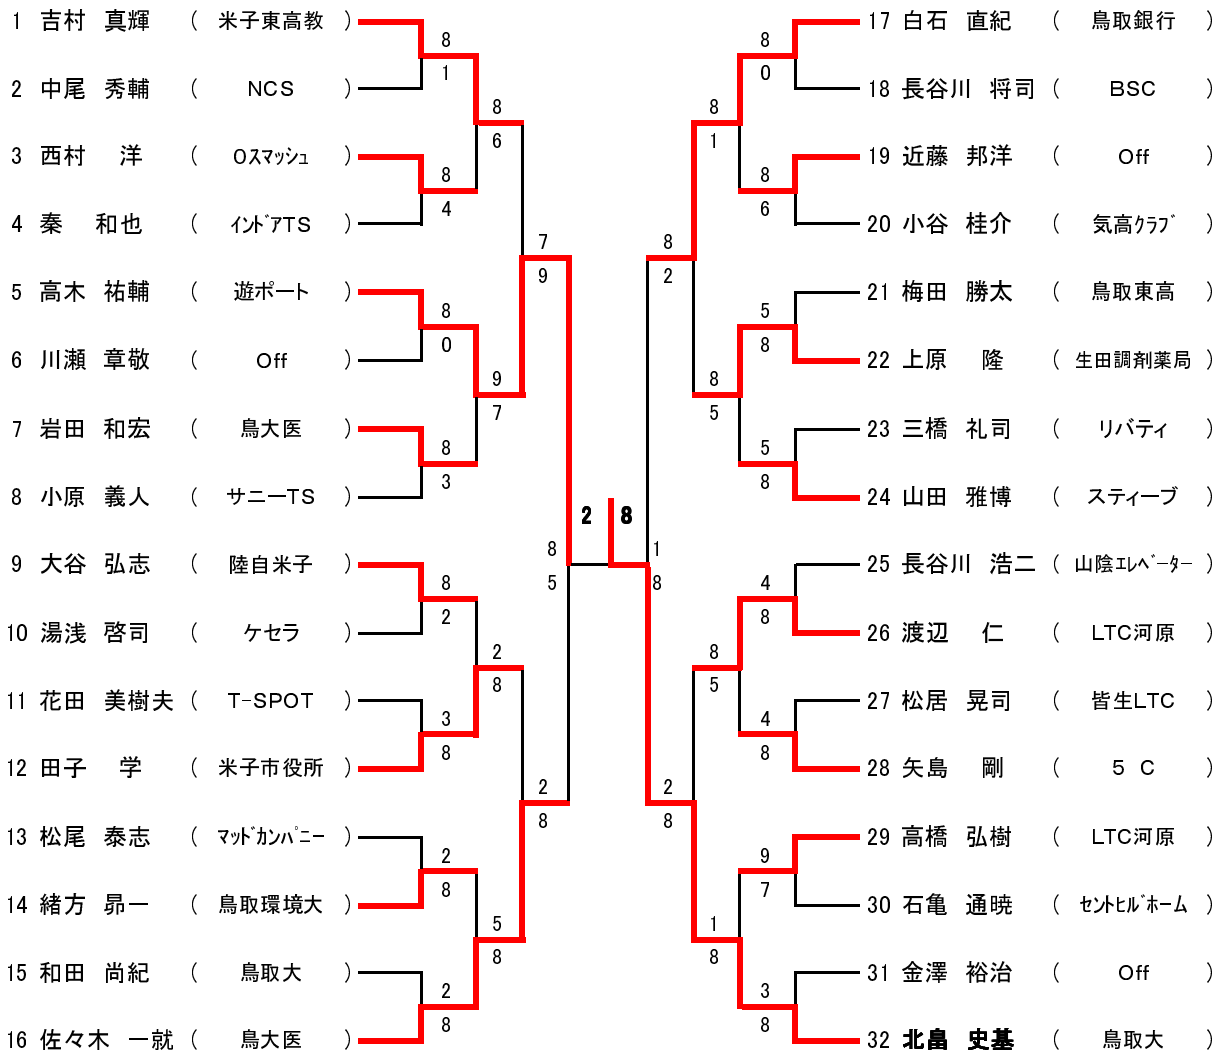 1 吉村 真輝 ( 米子東高教 )
2 中尾 秀輔 ( NCS )
3 西村 洋 ( Oスマッシュ )
4 秦 和也 ( インドアTS )
5 高木 祐輔 ( 遊ポート )
6 川瀬 章敬 ( Off )
7 岩田 和宏 ( 鳥大医 )
8 小原 義人 ( サニーTS )
9 大谷 弘志 ( 陸自米子 )
10 湯浅 啓司 ( ケセラ )
11 花田 美樹夫 ( T-SPOT )
12 田子 学 ( 米子市役所 )
13 松尾 泰志 ( マッドカンパニー )
14 緒方 昴一 ( 鳥取環境大 )
15 和田 尚紀 ( 鳥取大 )
16 佐々木 一就 ( 鳥大医 )
8
1
8
4
8
0
8
3
8
2
3
8
2
8
2
8
8
6
9
7
2
8
5
8
7
9
2
8
8
5
2 8
1
8
8
2
2
8
8
1
8
5
8
5
1
8
8
0
8
6
5
8
5
8
4
8
4
8
9
7
3
8
17 白石 直紀 ( 鳥取銀行 )
18 長谷川 将司 ( BSC )
19 近藤 邦洋 ( Off )
20 小谷 桂介 ( 気高クラブ )
21 梅田 勝太 ( 鳥取東高 )
22 上原 隆 ( 生田調剤薬局 )
23 三橋 礼司 ( リバティ )
24 山田 雅博 ( スティーブ )
25 長谷川 浩二 ( 山陰エレベーター )
26 渡辺 仁 ( LTC河原 )
27 松居 晃司 ( 皆生LTC )
28 矢島 剛 ( 5 C )
29 高橋 弘樹 ( LTC河原 )
30 石亀 通暁 ( セントヒルホーム )
31 金澤 裕治 ( Off )
32 北畠 史基 ( 鳥取大 )